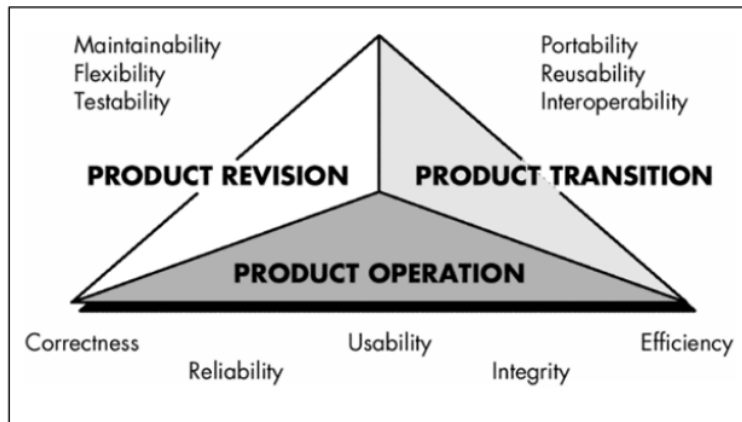 Maintainability
Flexibility
Testability
Portability
Reusability
Interoperability
PRODUCT REVISION
PRODUCT TRANSITION
PRODUCT OPERATION
Correctness
Usability
Efficiency
Reliability
Integrity